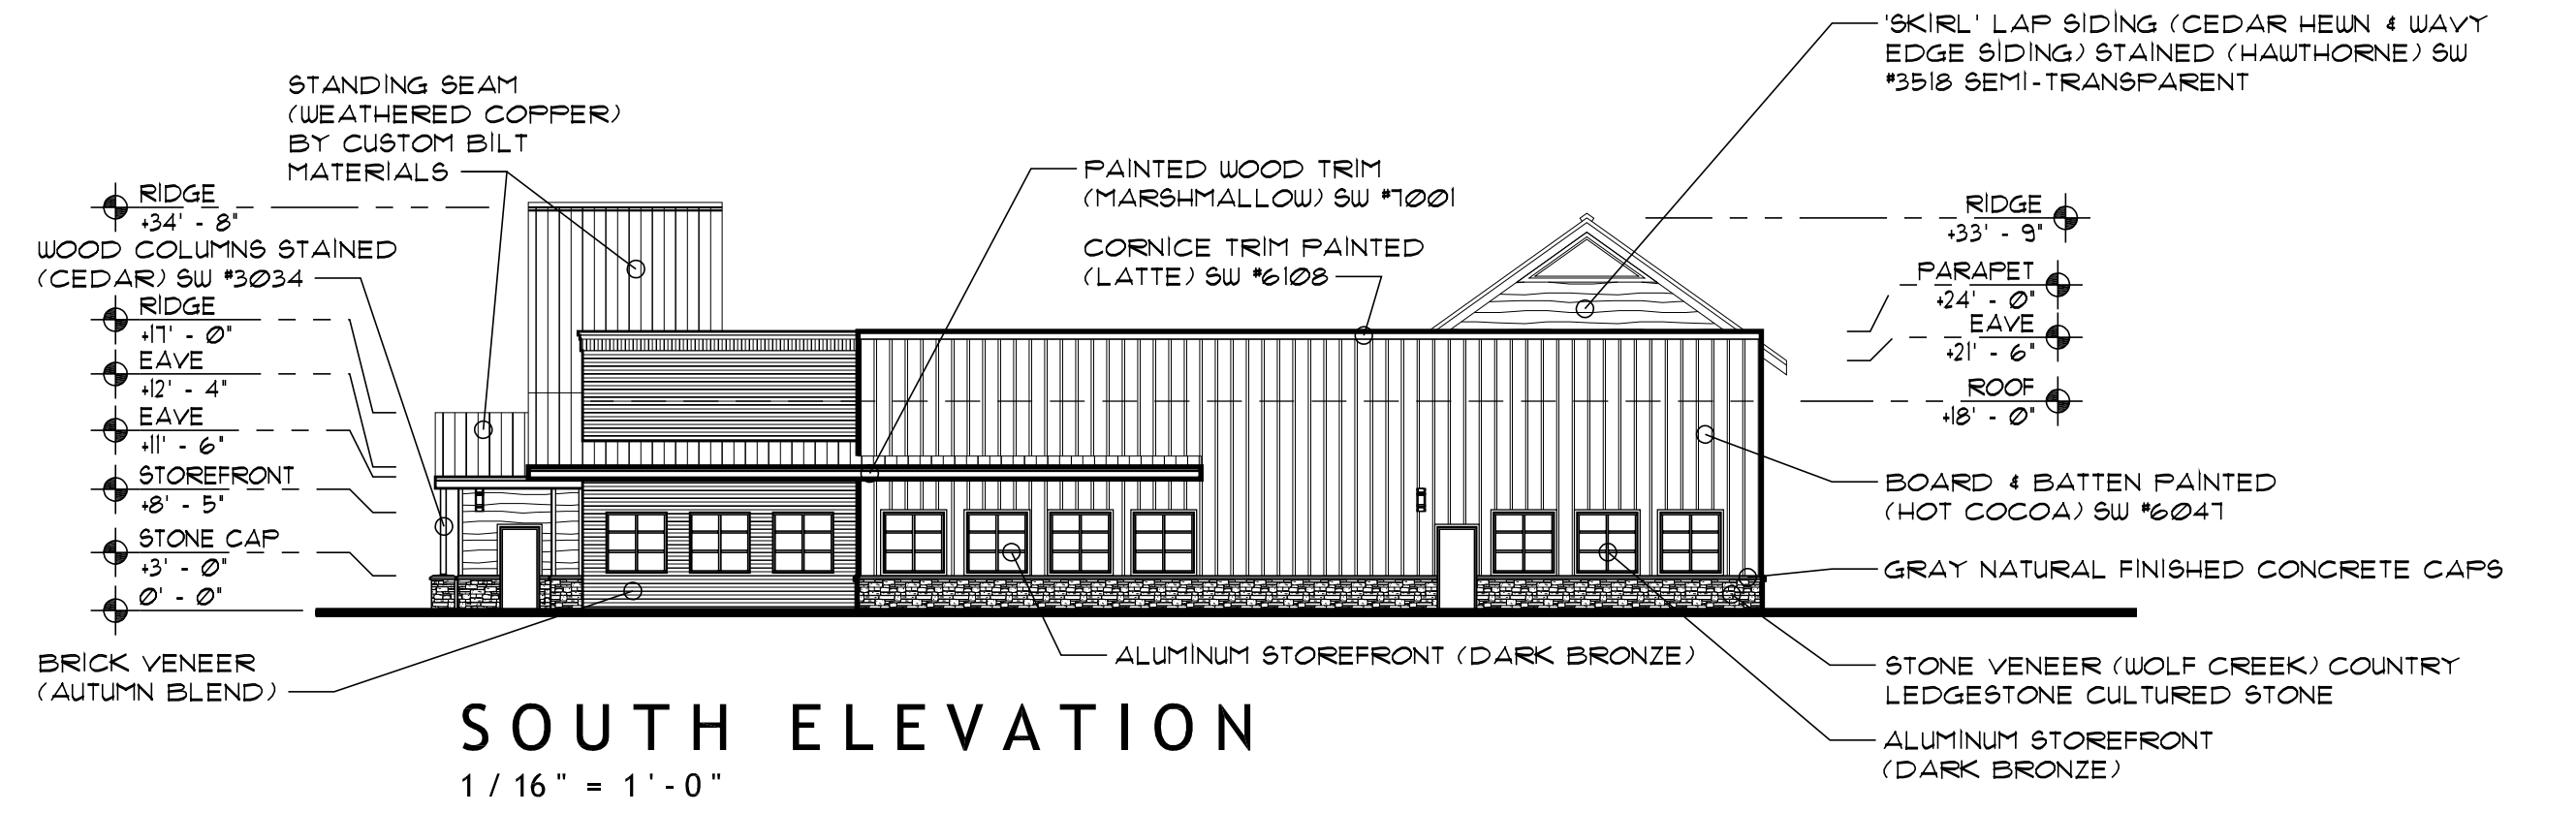 'SKIRL' LAP SIDING (CEDAR HEWN & WAVY
EDGE SIDING) STAINED (HAWTHORNE) SW
#3518 SEMI-TRANSPARENT
STANDING SEAM
(WEATHERED COPPER)
BY CUSTOM BILT
MATERIALS
PAINTED WOOD TRIM
(MARSHMALLOW) SW #7001
CORNICE TRIM PAINTED
(LATTE) SW #6108
RIDGE
+34' - 8"
WOOD COLUMNS STAINED
(CEDAR) SW #3034
RIDGE
+17' - 0"
EAVE
+12' - 4"
EAVE
+11' - 6"
STOREFRONT
+8' - 5"
STONE CAP
+3' - 0"
0' - 0"
RIDGE
+33' - 9"
PARAPET
+24' - 0"
EAVE
+21' - 6"
ROOF
+18' - 0"
BOARD & BATTEN PAINTED
(HOT COCOA) SW #6047
GRAY NATURAL FINISHED CONCRETE CAPS
BRICK VENEER
(AUTUMN BLEND)
ALUMINUM STOREFRONT (DARK BRONZE)
STONE VENEER (WOLF CREEK) COUNTRY
LEDGESTONE CULTURED STONE
ALUMINUM STOREFRONT
(DARK BRONZE)
SOUTH ELEVATION
1/16" = 1'-0"